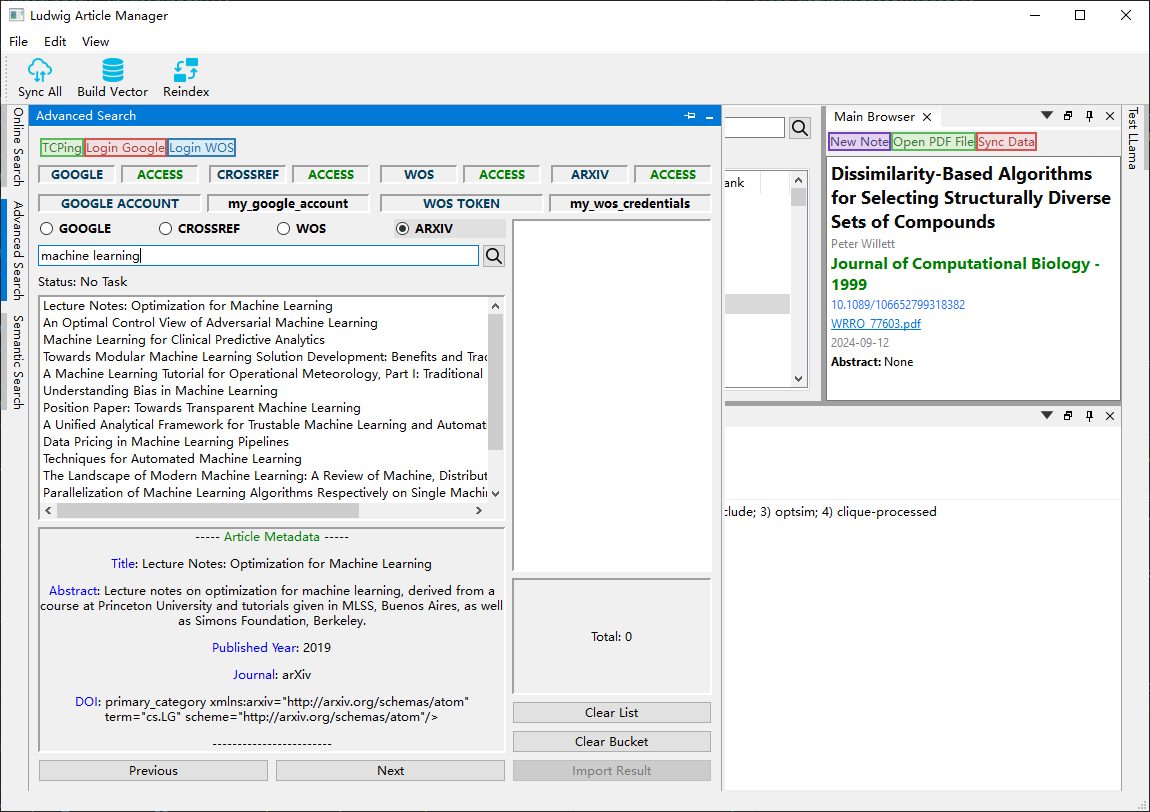 Ludwig Article Manager
File Edit View
Sync All Build Vector Reindex
Online Search
Advanced Search
Semantic Search
Advanced Search
TCPing Login Google Login WOS
GOOGLE ACCESS CROSSREF ACCESS WOS ACCESS ARXIV ACCESS
GOOGLE ACCOUNT my_google_account WOS TOKEN my_wos_credentials
GOOGLE CROSSREF WOS ARXIV
machine learning
Status: No Task
Lecture Notes: Optimization for Machine Learning
An Optimal Control View of Adversarial Machine Learning
Machine Learning for Clinical Predictive Analytics
Towards Modular Machine Learning Solution Development: Benefits and Trac
A Machine Learning Tutorial for Operational Meteorology, Part I: Traditional
Understanding Bias in Machine Learning
Position Paper: Towards Transparent Machine Learning
A Unified Analytical Framework for Trustable Machine Learning and Automat
Data Pricing in Machine Learning Pipelines
Techniques for Automated Machine Learning
The Landscape of Modern Machine Learning: A Review of Machine, Distribut
Parallelization of Machine Learning Algorithms Respectively on Single Machi
----- Article Metadata -----
Title: Lecture Notes: Optimization for Machine Learning
Abstract: Lecture notes on optimization for machine learning, derived from a
course at Princeton University and tutorials given in MLSS, Buenos Aires, as well
as Simons Foundation, Berkeley.
Published Year: 2019
Journal: arXiv
DOI: primary_category xmlns:arxiv="http://arxiv.org/schemas/atom"
term="cs.LG" scheme="http://arxiv.org/schemas/atom"/>
------------------------
Previous Next
Total: 0
Clear List
Clear Bucket
Import Result
ank
clude; 3) optsim; 4) clique-processed
Main Browser
New Note Open PDF File Sync Data
Dissimilarity-Based Algorithms
for Selecting Structurally Diverse
Sets of Compounds
Peter Willett
Journal of Computational Biology -
1999
10.1089/106652799318382
WRRO_77603.pdf
2024-09-12
Abstract: None
Test LLama